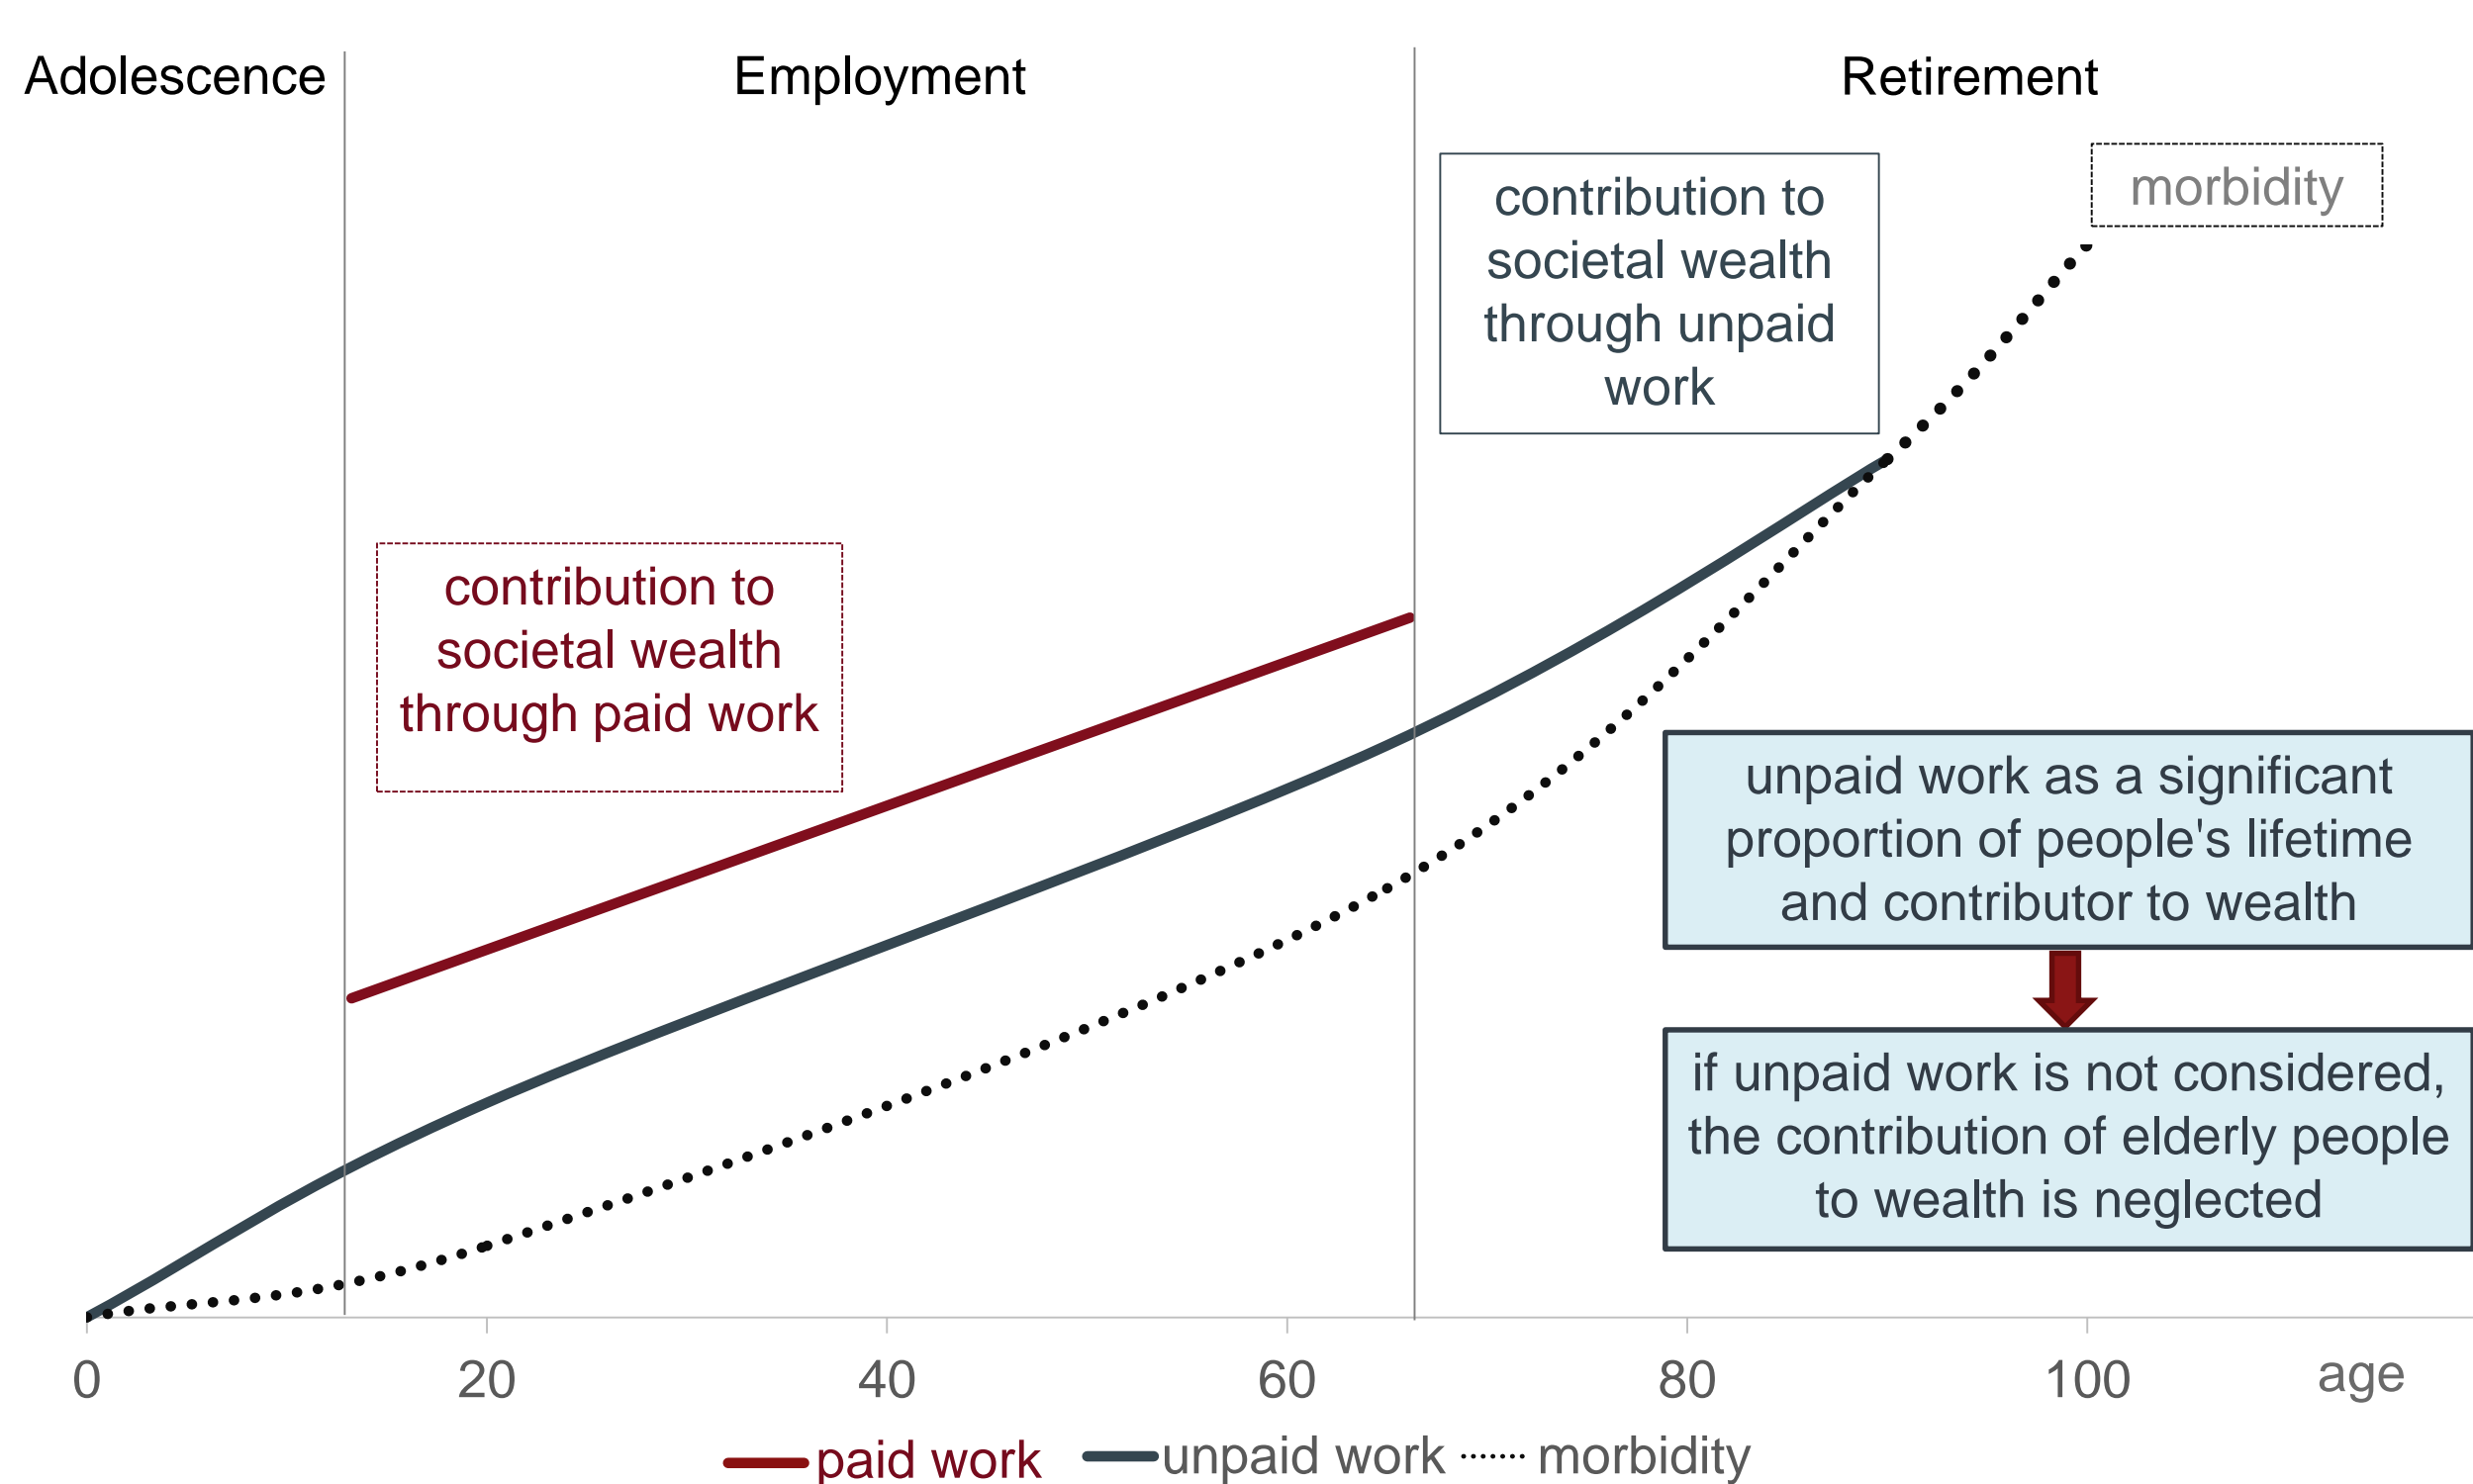 Adolescence
Employment
Retirement
contribution to
societal wealth
through unpaid
work
morbidity
contribution to
societal wealth
through paid work
unpaid work as a significant
proportion of people's lifetime
and contributor to wealth
if unpaid work is not considered,
the contribution of elderly people
to wealth is neglected
0 20 40 60 80 100 age
paid work unpaid work morbidity